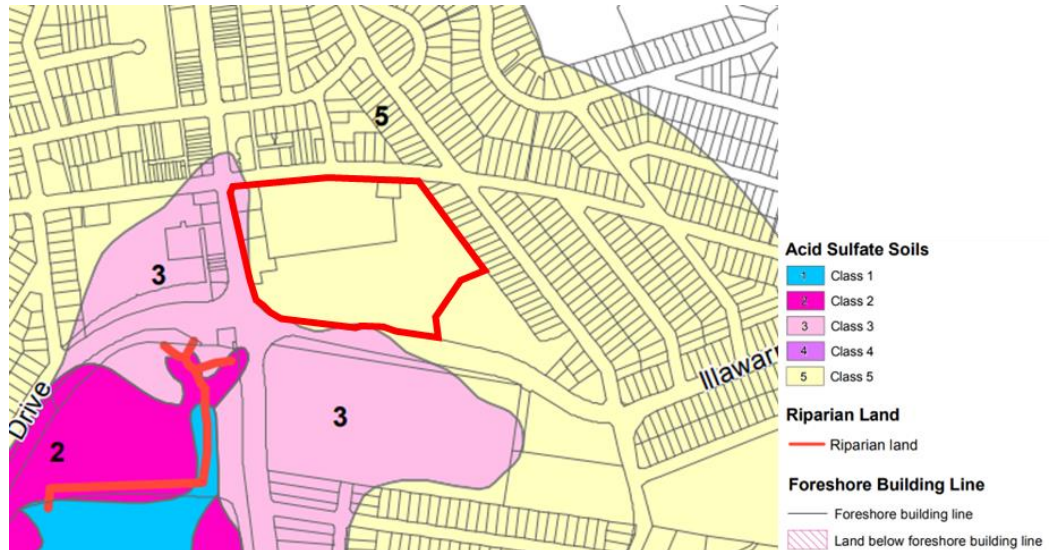 5
3
3
2
Drive
Illawarr
Acid Sulfate Soils
1 Class 1
2 Class 2
3 Class 3
4 Class 4
5 Class 5
Riparian Land
Riparian land
Foreshore Building Line
Foreshore building line
Land below foreshore building line